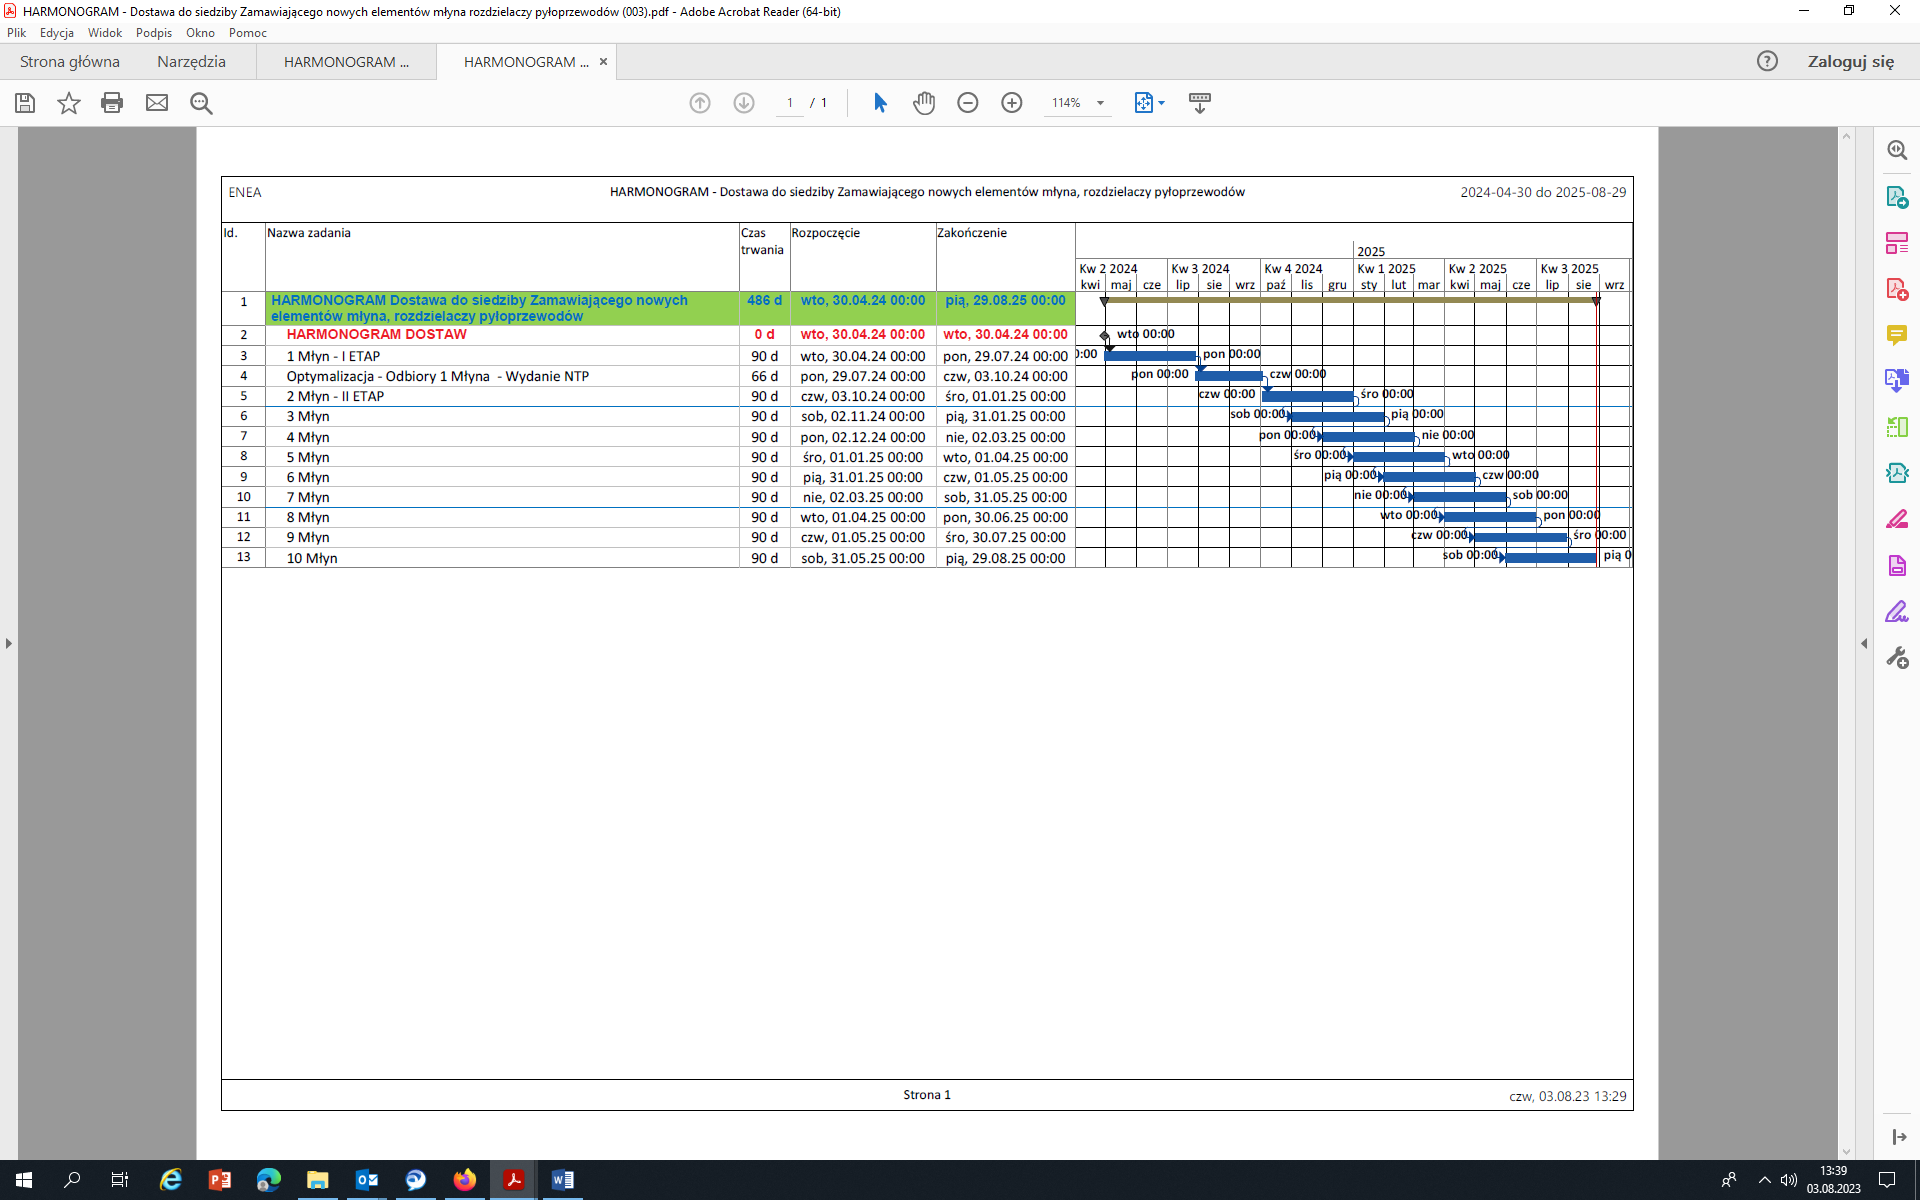 HARMONOGRAM - Dostawa do siedziby Zamawiającego nowych elementów młyna rozdzielaczy pyłoprzewodów (003).pdf - Adobe Acrobat Reader (64-bit)
Plik Edycja Widok Podpis Okno Pomoc
Strona główna Narzędzia HARMONOGRAM ... HARMONOGRAM ... × Zaloguj się
1 / 1 114%
ENEA HARMONOGRAM - Dostawa do siedziby Zamawiającego nowych elementów młyna, rozdzielaczy pyłoprzewodów 2024-04-30 do 2025-08-29
Id. Nazwa zadania Czas trwania Rozpoczęcie Zakończenie
2025
Kw 2 2024 Kw 3 2024 Kw 4 2024 Kw 1 2025 Kw 2 2025 Kw 3 2025
kwi maj cze lip sie wrz paź lis gru sty lut mar kwi maj cze lip sie wrz
1 HARMONOGRAM Dostawa do siedziby Zamawiającego nowych elementów młyna, rozdzielaczy pyłoprzewodów 486 d wto, 30.04.24 00:00 pią, 29.08.25 00:00
2 HARMONOGRAM DOSTAW 0 d wto, 30.04.24 00:00 wto, 30.04.24 00:00 wto 00:00
3 1 Młyn - I ETAP 90 d wto, 30.04.24 00:00 pon, 29.07.24 00:00 0:00 pon 00:00
4 Optymalizacja - Odbiory 1 Młyna - Wydanie NTP 66 d pon, 29.07.24 00:00 czw, 03.10.24 00:00 pon 00:00 czw 00:00
5 2 Młyn - II ETAP 90 d czw, 03.10.24 00:00 śro, 01.01.25 00:00 czw 00:00 śro 00:00
6 3 Młyn 90 d sob, 02.11.24 00:00 pią, 31.01.25 00:00 sob 00:00 pią 00:00
7 4 Młyn 90 d pon, 02.12.24 00:00 nie, 02.03.25 00:00 pon 00:00 nie 00:00
8 5 Młyn 90 d śro, 01.01.25 00:00 wto, 01.04.25 00:00 śro 00:00 wto 00:00
9 6 Młyn 90 d pią, 31.01.25 00:00 czw, 01.05.25 00:00 pią 00:00 czw 00:00
10 7 Młyn 90 d nie, 02.03.25 00:00 sob, 31.05.25 00:00 nie 00:00 sob 00:00
11 8 Młyn 90 d wto, 01.04.25 00:00 pon, 30.06.25 00:00 wto 00:00 pon 00:00
12 9 Młyn 90 d czw, 01.05.25 00:00 śro, 30.07.25 00:00 czw 00:00 śro 00:00
13 10 Młyn 90 d sob, 31.05.25 00:00 pią, 29.08.25 00:00 sob 00:00 pią 0
Strona 1 czw, 03.08.23 13:29
13:39
03.08.2023